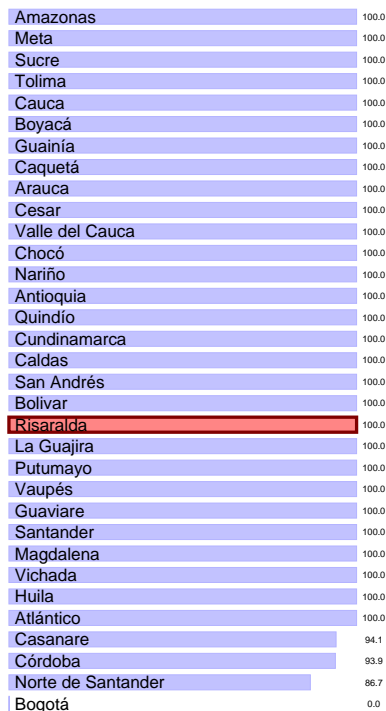 Amazonas 100.0
Meta 100.0
Sucre 100.0
Tolima 100.0
Cauca 100.0
Boyacá 100.0
Guainía 100.0
Caquetá 100.0
Arauca 100.0
Cesar 100.0
Valle del Cauca 100.0
Chocó 100.0
Nariño 100.0
Antioquia 100.0
Quindío 100.0
Cundinamarca 100.0
Caldas 100.0
San Andrés 100.0
Bolivar 100.0
Risaralda 100.0
La Guajira 100.0
Putumayo 100.0
Vaupés 100.0
Guaviare 100.0
Santander 100.0
Magdalena 100.0
Vichada 100.0
Huila 100.0
Atlántico 100.0
Casanare 94.1
Córdoba 93.9
Norte de Santander 86.7
Bogotá 0.0